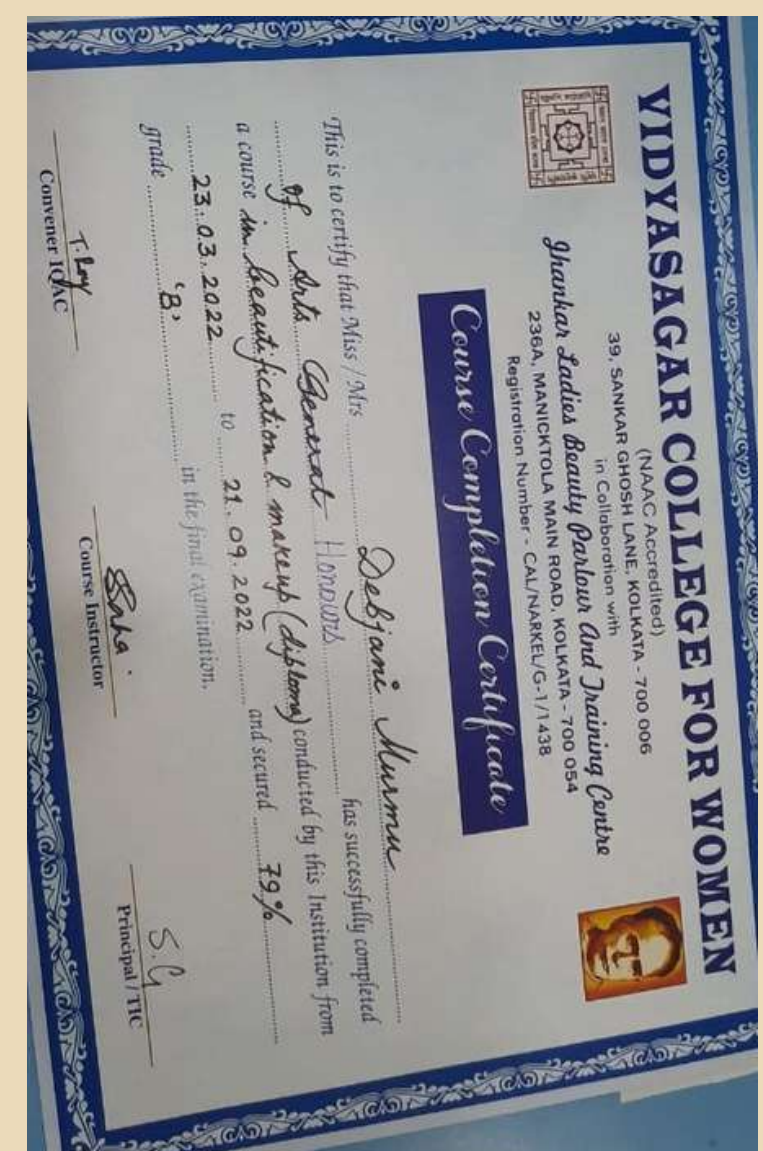 VIDYASAGAR COLLEGE FOR WOMEN
(NAAC Accredited)
39, SANKAR GHOSH LANE, KOLKATA - 700 006
in Collaboration with
Jhankar Ladies Beauty Parlour And Training Centre
236A, MANICKTOLA MAIN ROAD, KOLKATA - 700 054
Registration Number - CAL/NARKEL/G-1/1438
Course Completion Certificate
This is to certify that Miss / Mrs Debjani Murmu
of Arts General Honours has successfully completed
a course in beautification & makeup (diploma) conducted by this Institution from
23.03.2022 to 21.09.2022 and secured 79%
grade 'B' in the final examination.
T. Roy
Convener IQAC
SSaha
Course Instructor
S.G
Principal / TIC